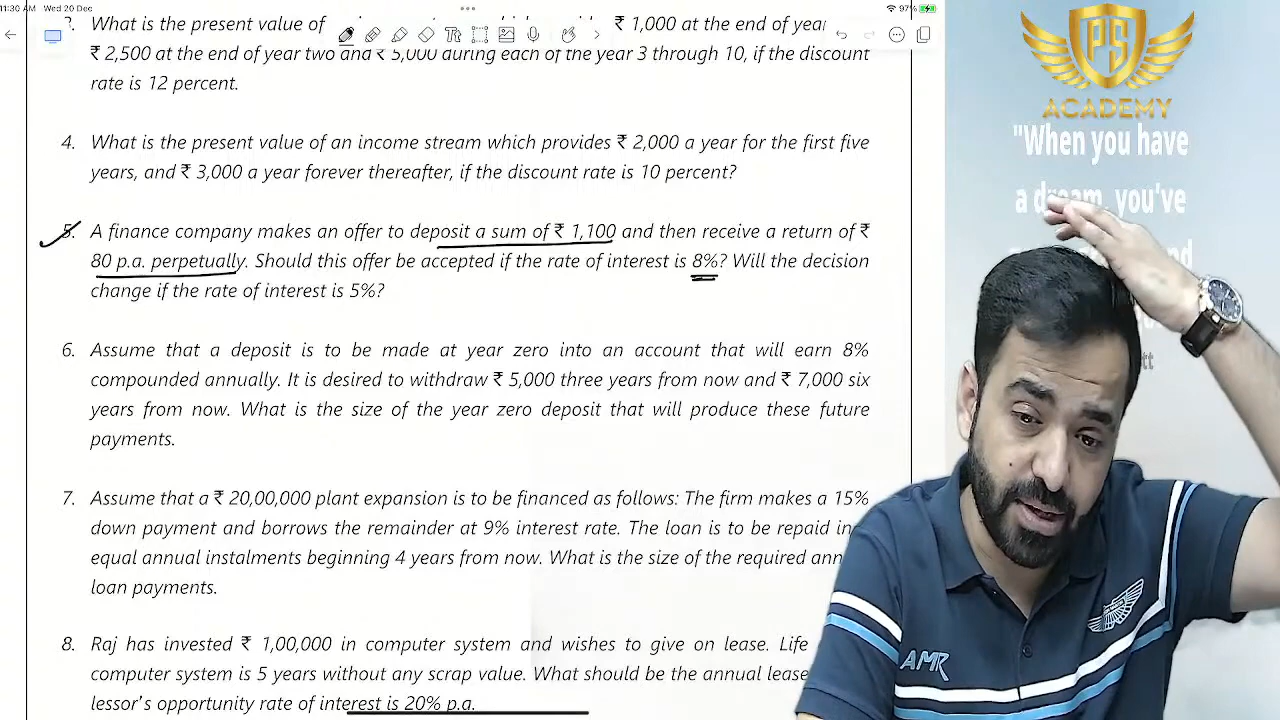 11:30 AM Wed 20 Dec
97%
What is the present value of ₹ 1,000 at the end of year
₹ 2,500 at the end of year two and ₹ 5,000 during each of the year 3 through 10, if the discount
rate is 12 percent.
4. What is the present value of an income stream which provides ₹ 2,000 a year for the first five
years, and ₹ 3,000 a year forever thereafter, if the discount rate is 10 percent?
5. A finance company makes an offer to deposit a sum of ₹ 1,100 and then receive a return of ₹
80 p.a. perpetually. Should this offer be accepted if the rate of interest is 8%? Will the decision
change if the rate of interest is 5%?
6. Assume that a deposit is to be made at year zero into an account that will earn 8%
compounded annually. It is desired to withdraw ₹ 5,000 three years from now and ₹ 7,000 six
years from now. What is the size of the year zero deposit that will produce these future
payments.
7. Assume that a ₹ 20,00,000 plant expansion is to be financed as follows: The firm makes a 15%
down payment and borrows the remainder at 9% interest rate. The loan is to be repaid in
equal annual instalments beginning 4 years from now. What is the size of the required ann
loan payments.
8. Raj has invested ₹ 1,00,000 in computer system and wishes to give on lease. Life
computer system is 5 years without any scrap value. What should be the annual lease
lessor's opportunity rate of interest is 20% p.a.
PS
ACADEMY
"When you have
a dream, you've
AMR